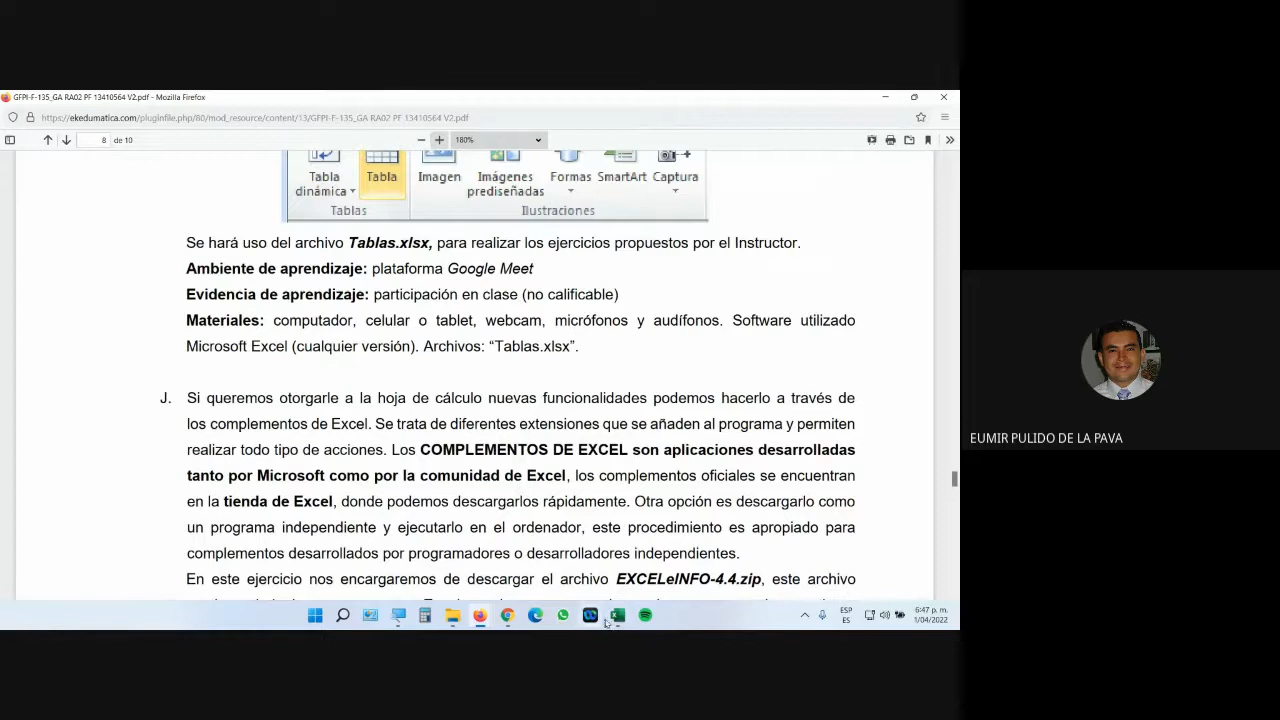 GFPI-F-135_GA RA02 PF 13410564 V2.pdf - Mozilla Firefox
https://ekedumatica.com/pluginfile.php/80/mod_resource/content/13/GFPI-F-135_GA RA02 PF 13410564 V2.pdf
8 de 10
180%
Tabla dinámica
Tabla
Imagen
Imágenes prediseñadas
Formas
SmartArt
Captura
Tablas
Ilustraciones
Se hará uso del archivo Tablas.xlsx, para realizar los ejercicios propuestos por el Instructor.
Ambiente de aprendizaje: plataforma Google Meet
Evidencia de aprendizaje: participación en clase (no calificable)
Materiales: computador, celular o tablet, webcam, micrófonos y audífonos. Software utilizado
Microsoft Excel (cualquier versión). Archivos: “Tablas.xlsx”.
J. Si queremos otorgarle a la hoja de cálculo nuevas funcionalidades podemos hacerlo a través de
los complementos de Excel. Se trata de diferentes extensiones que se añaden al programa y permiten
realizar todo tipo de acciones. Los COMPLEMENTOS DE EXCEL son aplicaciones desarrolladas
tanto por Microsoft como por la comunidad de Excel, los complementos oficiales se encuentran
en la tienda de Excel, donde podemos descargarlos rápidamente. Otra opción es descargarlo como
un programa independiente y ejecutarlo en el ordenador, este procedimiento es apropiado para
complementos desarrollados por programadores o desarrolladores independientes.
En este ejercicio nos encargaremos de descargar el archivo EXCELeINFO-4.4.zip, este archivo
ESP
ES
6:47 p. m.
1/04/2022
EUMIR PULIDO DE LA PAVA